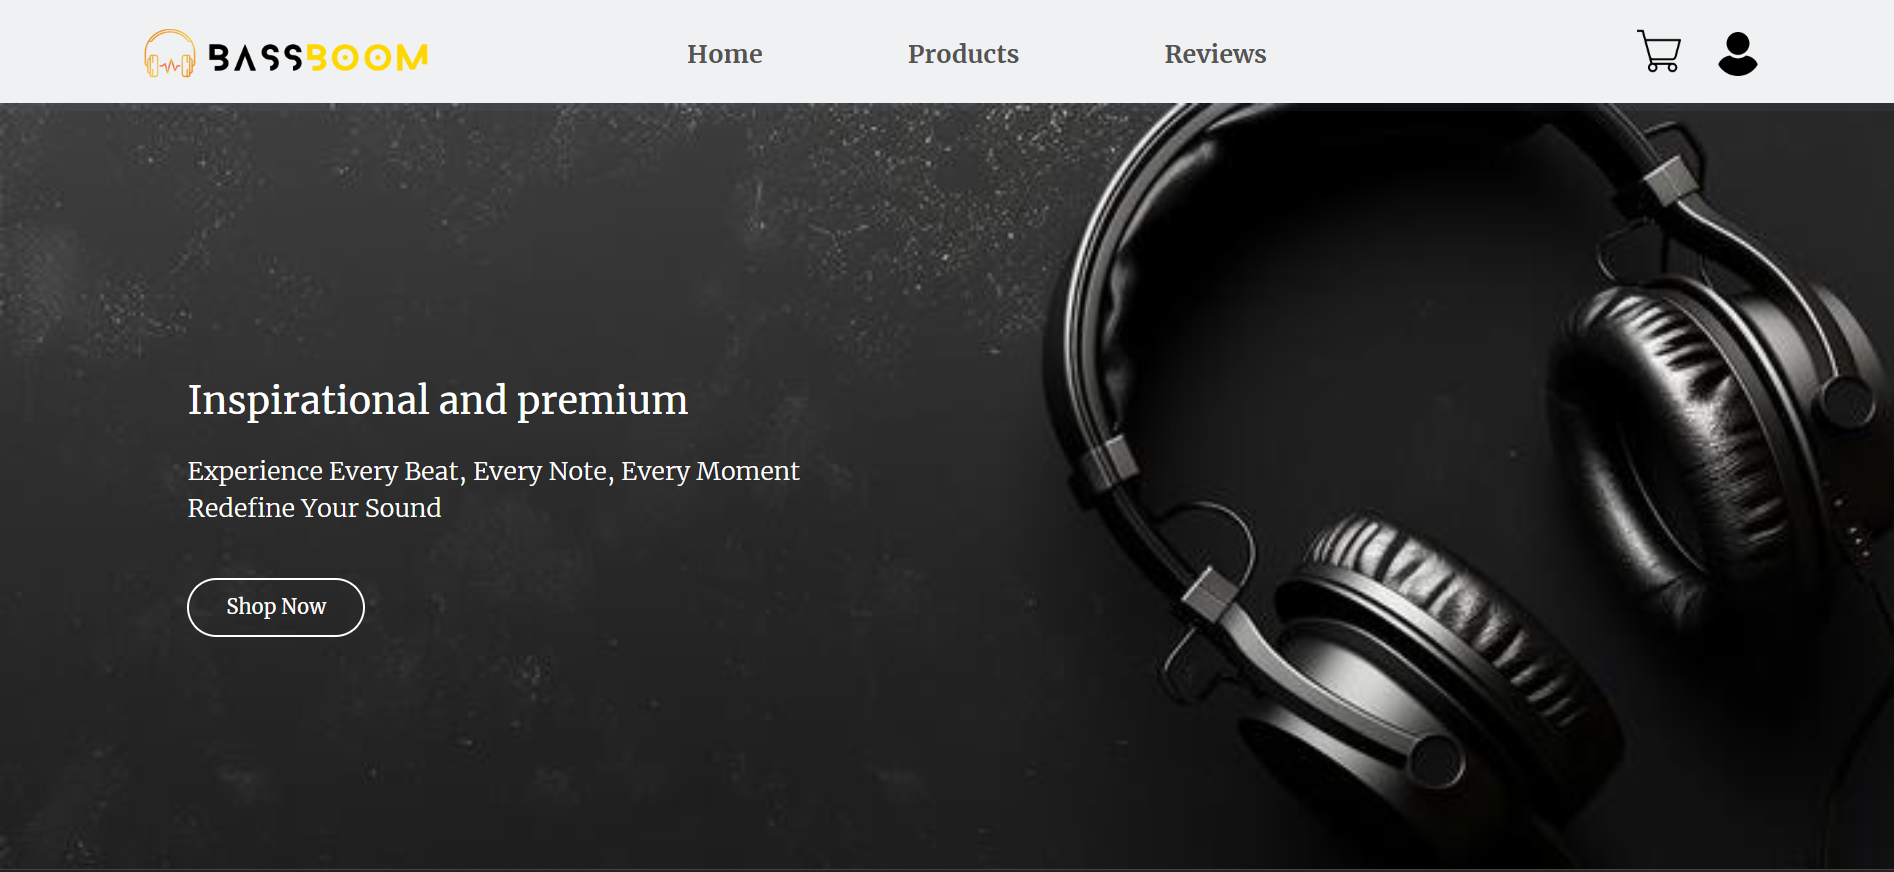 BASSBOOM
Home
Products
Reviews
Inspirational and premium
Experience Every Beat, Every Note, Every Moment
Redefine Your Sound
Shop Now